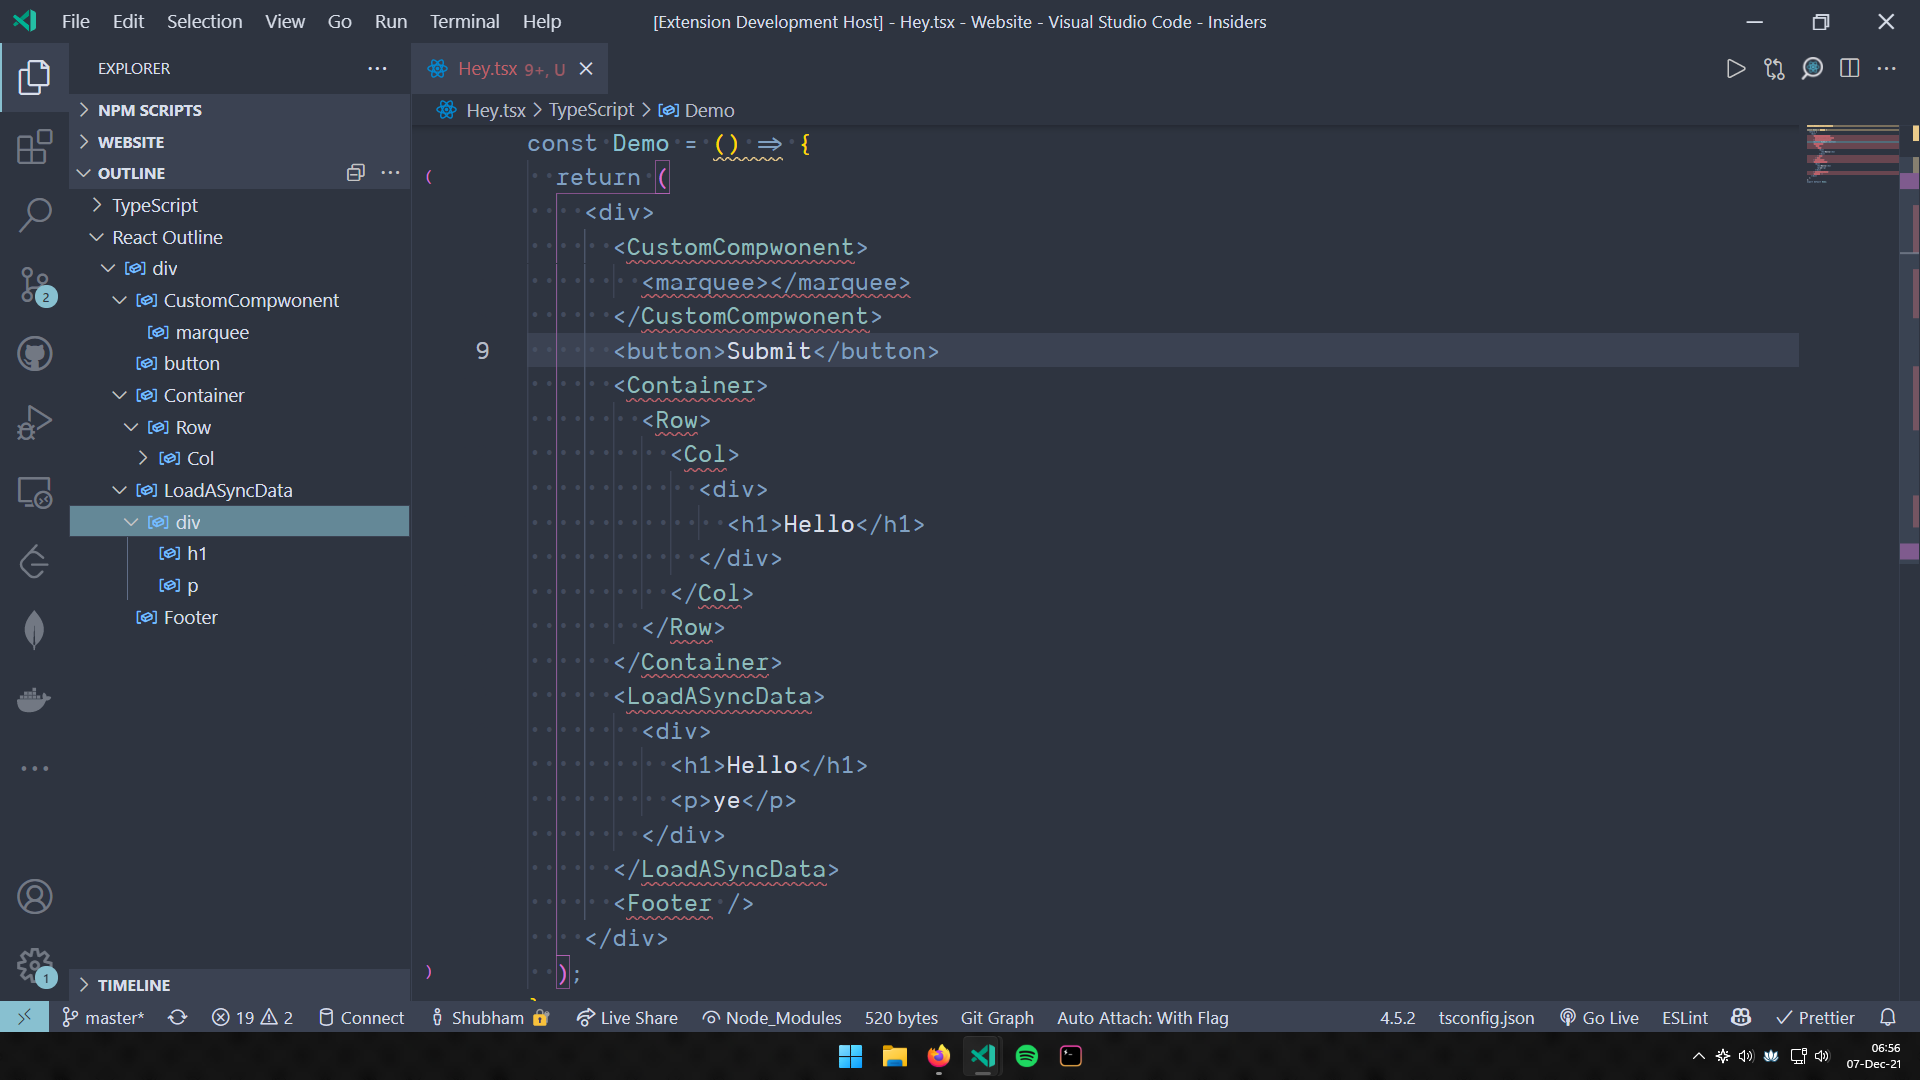 File Edit Selection View Go Run Terminal Help
[Extension Development Host] - Hey.tsx - Website - Visual Studio Code - Insiders
EXPLORER
NPM SCRIPTS
WEBSITE
OUTLINE
TypeScript
React Outline
div
CustomCompwonent
marquee
button
Container
Row
Col
LoadASyncData
div
h1
p
Footer
TIMELINE
2
1
Hey.tsx 9+, U
Hey.tsx > TypeScript > Demo
const Demo = () => {
return (
<div>
<CustomCompwonent>
<marquee></marquee>
</CustomCompwonent>
9 <button>Submit</button>
<Container>
<Row>
<Col>
<div>
<h1>Hello</h1>
</div>
</Col>
</Row>
</Container>
<LoadASyncData>
<div>
<h1>Hello</h1>
<p>ye</p>
</div>
</LoadASyncData>
<Footer />
</div>
);
(
)
master* 19 2 Connect Shubham Live Share Node_Modules 520 bytes Git Graph Auto Attach: With Flag 4.5.2 tsconfig.json Go Live ESLint Prettier
06:56
07-Dec-21